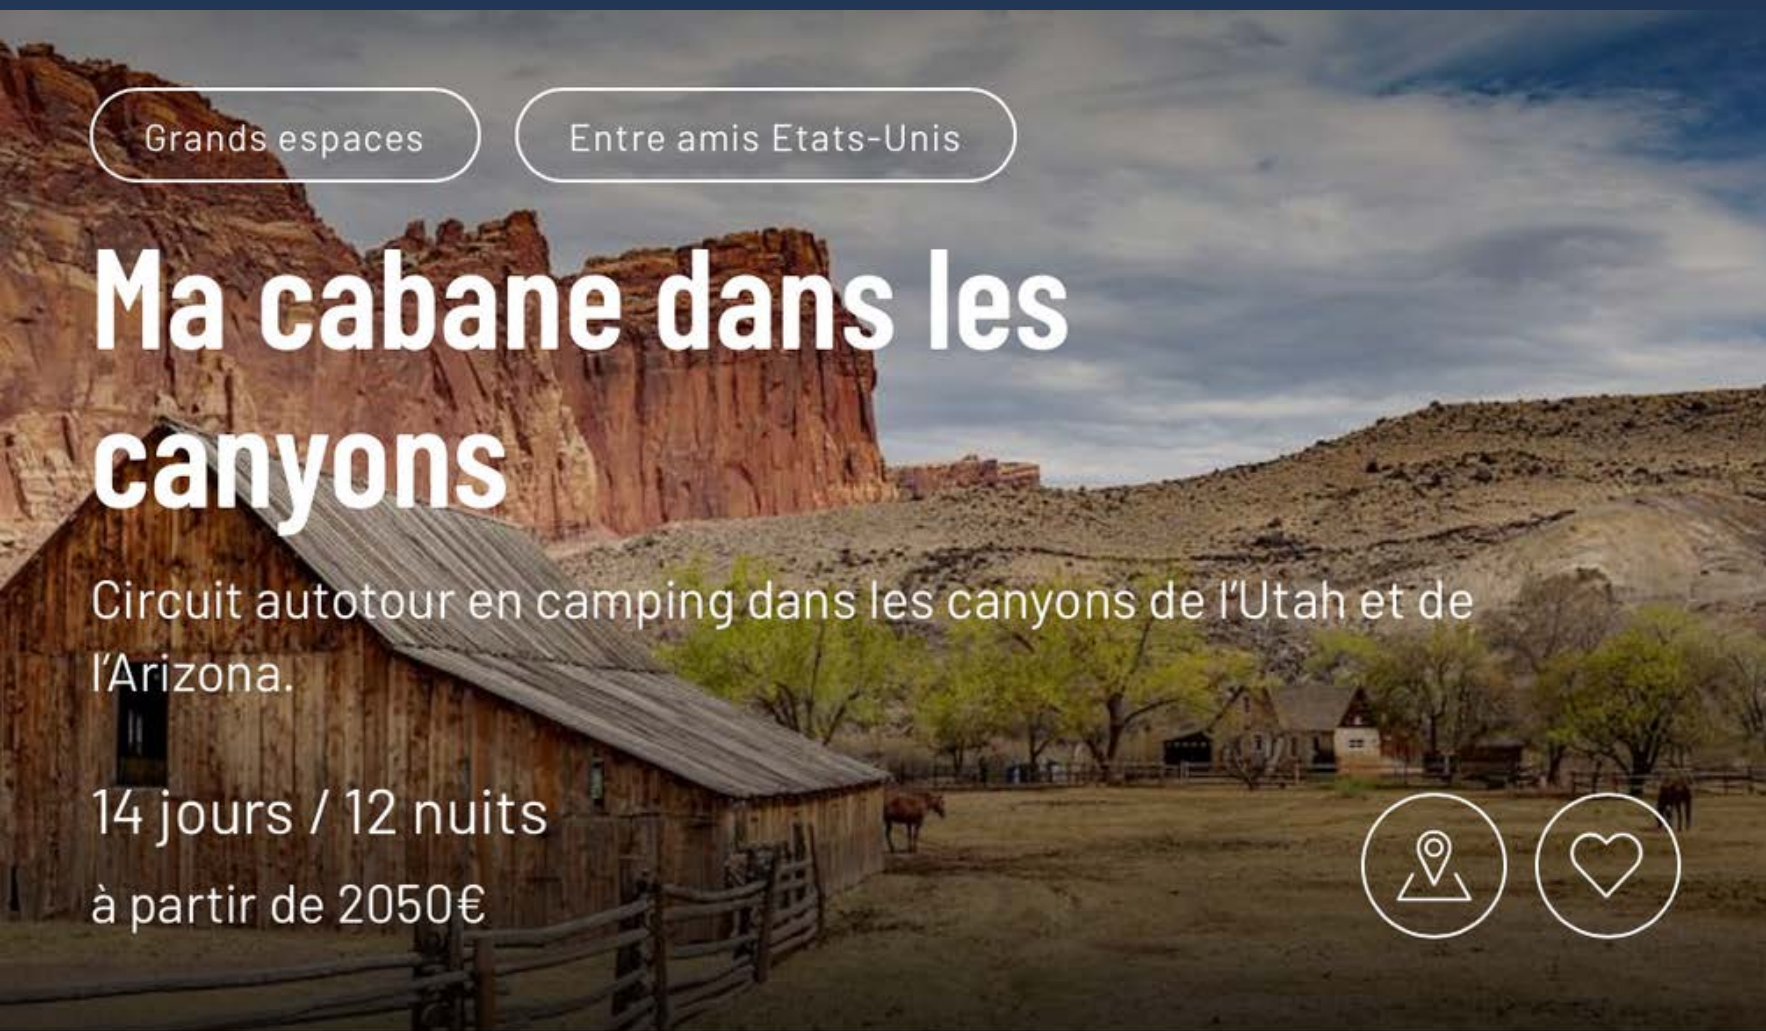 Grands espaces
Entre amis Etats-Unis
Ma cabane dans les
canyons
Circuit autotour en camping dans les canyons de l'Utah et de
l'Arizona.
14 jours / 12 nuits
à partir de 2050€